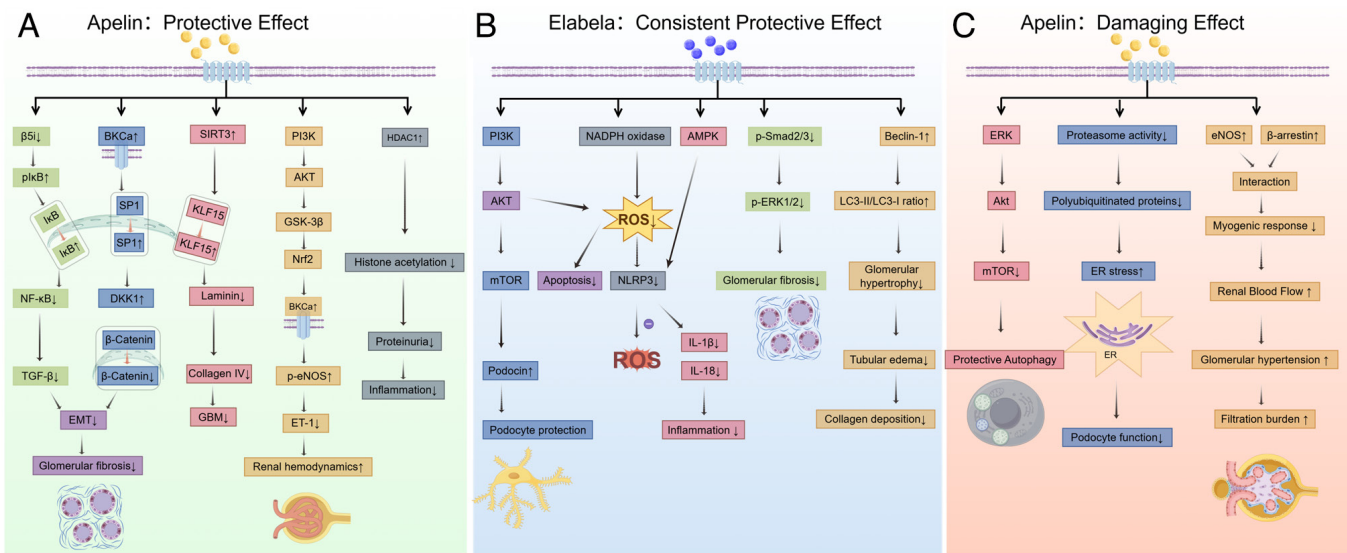 A
Apelin: Protective Effect
β5i↓
pIκB↑
IκB
IκB↑
NF-κB↓
TGF-β↓
BKCa↑
SP1
SP1↑
DKK1↑
β-Catenin
β-Catenin↓
EMT↓
Glomerular fibrosis↓
SIRT3↑
KLF15
KLF15↑
Laminin↓
Collagen IV↓
GBM↓
PI3K
AKT
GSK-3β
Nrf2
BKCa↑
p-eNOS↑
ET-1↓
Renal hemodynamics↑
HDAC1↑
Histone acetylation ↓
Proteinuria↓
Inflammation↓
B
Elabela: Consistent Protective Effect
PI3K
AKT
mTOR
Podocin↑
Podocyte protection
NADPH oxidase
ROS↓
Apoptosis↓
NLRP3↓
ROS
AMPK
IL-1β↓
IL-18↓
Inflammation ↓
p-Smad2/3↓
p-ERK1/2↓
Glomerular fibrosis↓
Beclin-1↑
LC3-II/LC3-I ratio↑
Glomerular
hypertrophy↓
Tubular edema↓
Collagen deposition↓
C
Apelin: Damaging Effect
ERK
Akt
mTOR↓
Protective Autophagy
Proteasome activity↓
Polyubiquitinated proteins↓
ER stress↑
ER
Podocyte function↓
eNOS↑
β-arrestin↑
Interaction
Myogenic response ↓
Renal Blood Flow ↑
Glomerular hypertension ↑
Filtration burden ↑